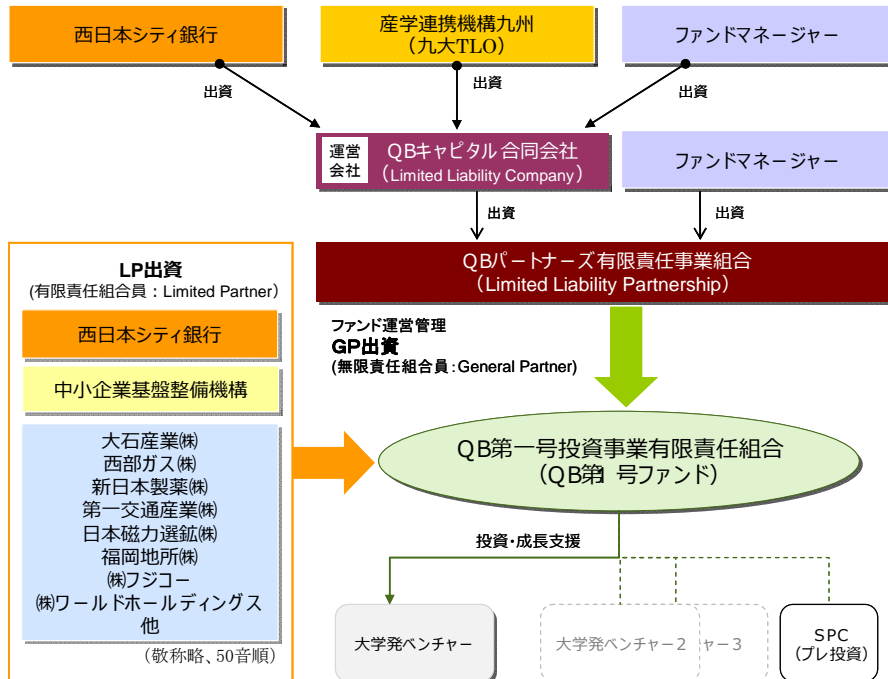 西日本シティ銀行
産学連携機構九州
（九大TLO）
ファンドマネージャー
出資
出資
出資
運営
会社
QBキャピタル合同会社
（Limited Liability Company）
ファンドマネージャー
出資
出資
QBパートナーズ有限責任事業組合
（Limited Liability Partnership）
LP出資
(有限責任組合員：Limited Partner)
西日本シティ銀行
中小企業基盤整備機構
大石産業㈱
西部ガス㈱
新日本製薬㈱
第一交通産業㈱
日本磁力選鉱㈱
福岡地所㈱
㈱フジコー
㈱ワールドホールディングス
他
（敬称略、50音順）
ファンド運営管理
GP出資
(無限責任組合員：General Partner)
QB第一号投資事業有限責任組合
（QB第1号ファンド）
投資・成長支援
大学発ベンチャー
大学発ベンチャー２
ャー３
ＳＰＣ
（プレ投資）